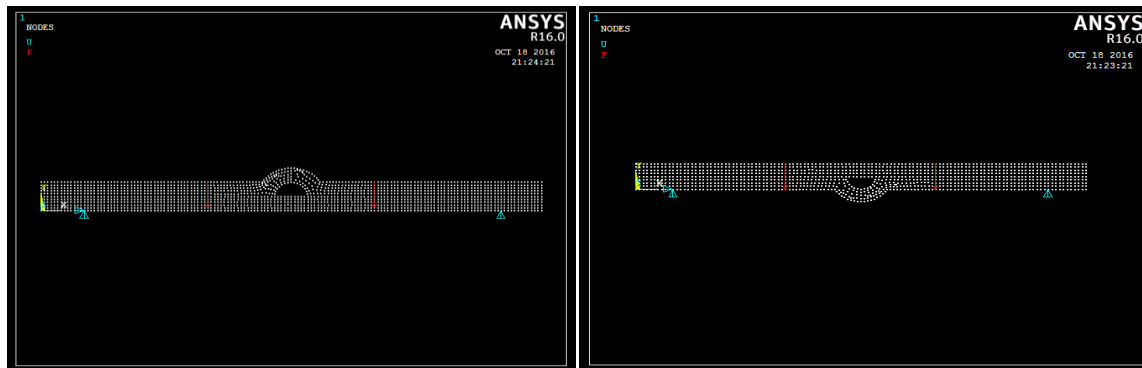 1
NODES
U
F
ANSYS
R16.0
OCT 18 2016
21:24:21
Y
X
1
NODES
U
F
ANSYS
R16.0
OCT 18 2016
21:23:21
Y
X